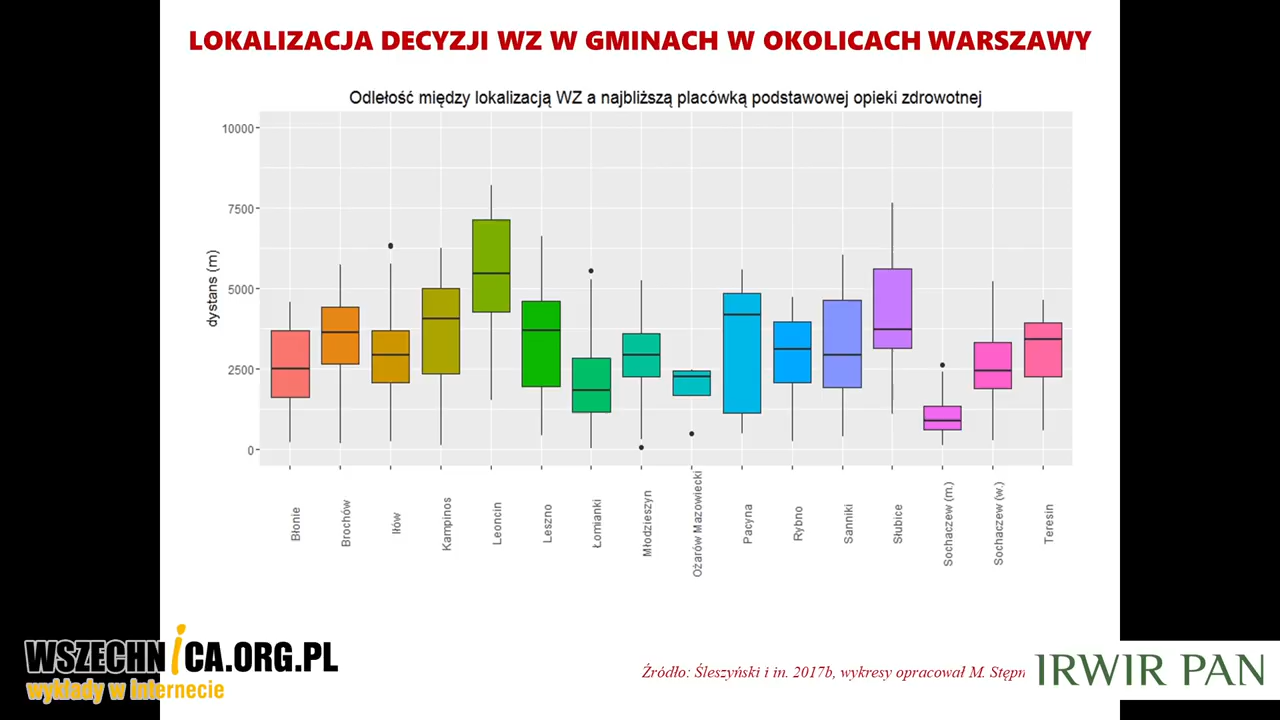 LOKALIZACJA DECYZJI WZ W GMINACH W OKOLICACH WARSZAWY
Odlełość między lokalizacją WZ a najbliższą placówką podstawowej opieki zdrowotnej
dystans (m)
10000
7500
5000
2500
0
Błonie
Brochów
Iłów
Kampinos
Leoncin
Leszno
Łomianki
Młodzieszyn
Ożarów Mazowiecki
Pacyna
Rybno
Sanniki
Słubice
Sochaczew (m.)
Sochaczew (w.)
Teresin
WSZECHNICA.ORG.PL
wykłady w internecie
Źródło: Śleszyński i in. 2017b, wykresy opracował M. Stępn
IRWIR PAN